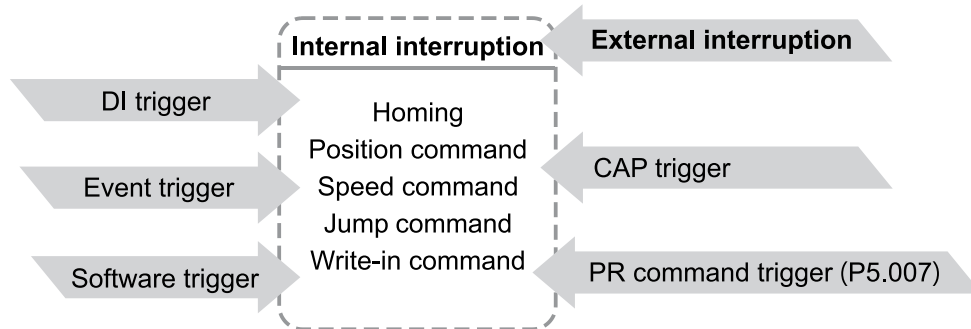 Internal interruption
External interruption
DI trigger
Homing
Position command
CAP trigger
Event trigger
Speed command
Jump command
Write-in command
Software trigger
PR command trigger (P5.007)